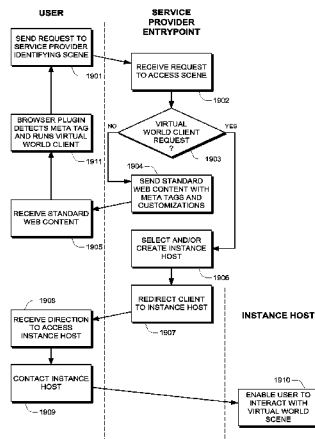 USER
SERVICE
PROVIDER
ENTRYPOINT
SEND REQUEST TO
SERVICE PROVIDER
IDENTIFYING SCENE
1901
RECEIVE REQUEST
TO ACCESS SCENE
1902
BROWSER PLUGIN
DETECTS META TAG
AND RUNS VIRTUAL
WORLD CLIENT
1911
NO
VIRTUAL
WORLD CLIENT
REQUEST
?
YES
1903
1904
SEND STANDARD
WEB CONTENT WITH
META TAGS AND
CUSTOMIZATIONS
RECEIVE STANDARD
WEB CONTENT
1905
SELECT AND/OR
CREATE INSTANCE
HOST
1906
1908
RECEIVE DIRECTION
TO ACCESS
INSTANCE HOST
REDIRECT CLIENT
TO INSTANCE HOST
1907
INSTANCE HOST
CONTACT INSTANCE
HOST
1909
1910
ENABLE USER TO
INTERACT WITH
VIRTUAL WORLD
SCENE